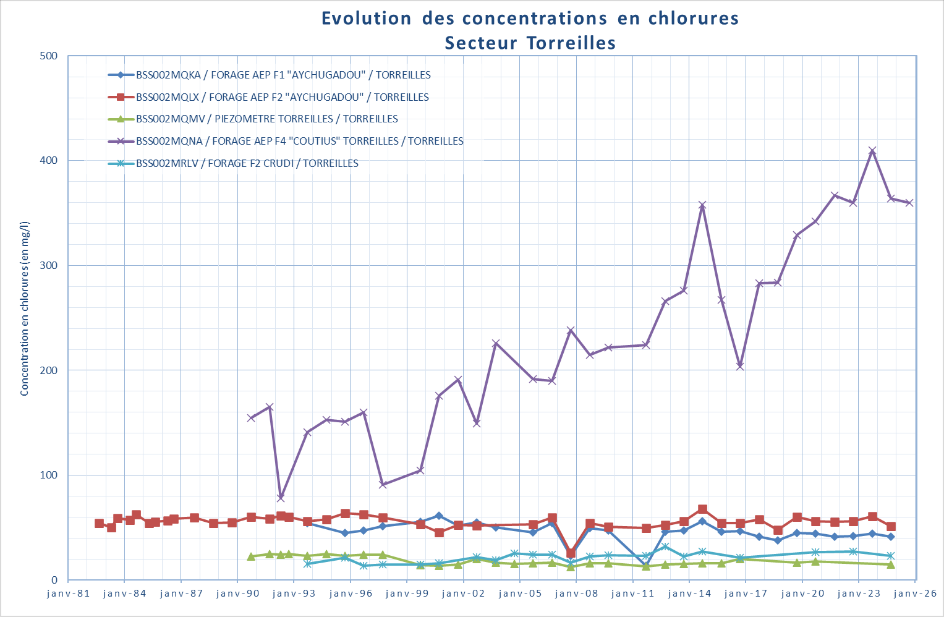 Evolution des concentrations en chlorures
Secteur Torreilles
500
BSS002MQKA / FORAGE AEP F1 "AYCHUGADOU" / TORREILLES
BSS002MQLX / FORAGE AEP F2 "AYCHUGADOU" / TORREILLES
BSS002MQMV / PIEZOMETRE TORREILLES / TORREILLES
BSS002MQNA / FORAGE AEP F4 "COUTIUS" TORREILLES / TORREILLES
BSS002MRLV / FORAGE F2 CRUDI / TORREILLES
400
300
200
100
0
Concentration en chlorures (en mg/l)
janv-81 janv-84 janv-87 janv-90 janv-93 janv-96 janv-99 janv-02 janv-05 janv-08 janv-11 janv-14 janv-17 janv-20 janv-23 janv-26